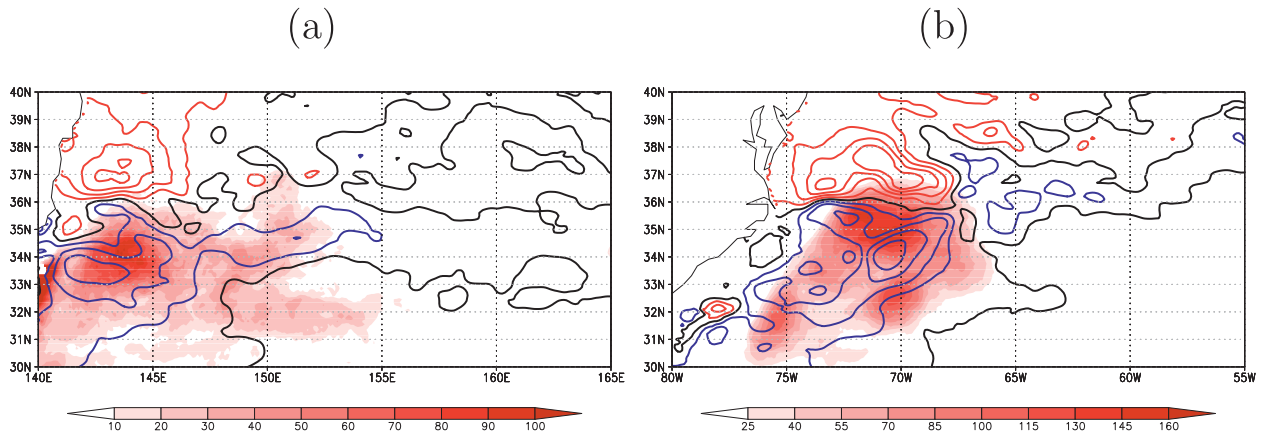 (a)
(b)
40N
39N
38N
37N
36N
35N
34N
33N
32N
31N
30N
140E 145E 150E 155E 160E 165E
10 20 30 40 50 60 70 80 90 100
40N
39N
38N
37N
36N
35N
34N
33N
32N
31N
30N
80W 75W 70W 65W 60W 55W
25 40 55 70 85 100 115 130 145 160